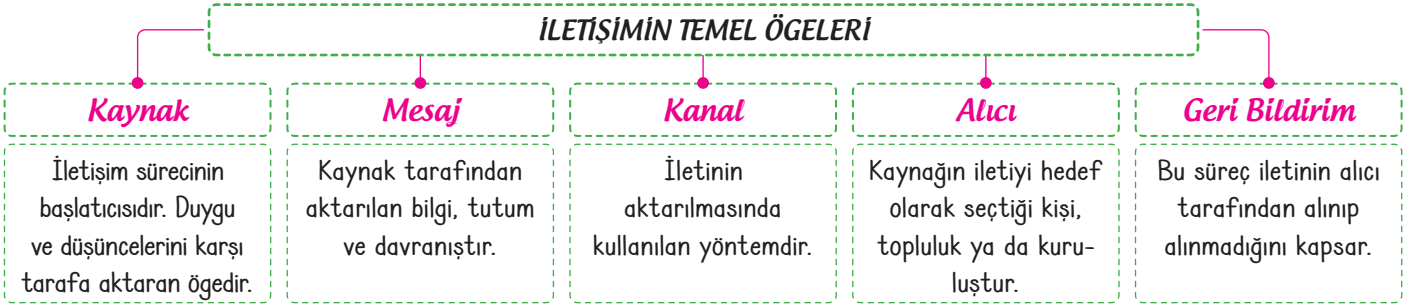 İLETİŞİMİN TEMEL ÖGELERİ
Kaynak
İletişim sürecinin
başlatıcısıdır. Duygu
ve düşüncelerini karşı
tarafa aktaran ögedir.
Mesaj
Kaynak tarafından
aktarılan bilgi, tutum
ve davranıştır.
Kanal
İletinin
aktarılmasında
kullanılan yöntemdir.
Alıcı
Kaynağın iletiyi hedef
olarak seçtiği kişi,
topluluk ya da kuru-
luştur.
Geri Bildirim
Bu süreç iletinin alıcı
tarafından alınıp
alınmadığını kapsar.